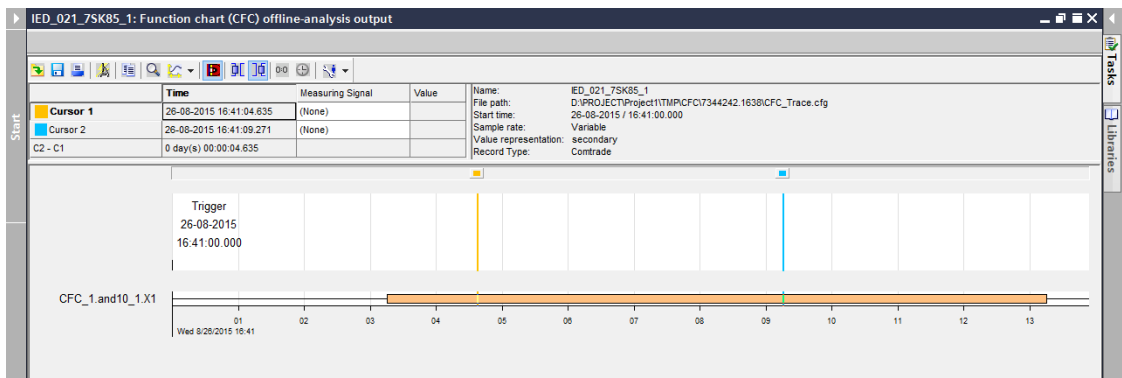 IED_021_7SK85_1: Function chart (CFC) offline-analysis output
Time Measuring Signal Value
Cursor 1 26-08-2015 16:41:04.635 (None)
Cursor 2 26-08-2015 16:41:09.271 (None)
C2 - C1 0 day(s) 00:00:04.635
Name: IED_021_7SK85_1
File path: D:\PROJECT\Project1\TMP\CFC\7344242.1638\CFC_Trace.cfg
Start time: 26-08-2015 / 16:41:00.000
Sample rate: Variable
Value representation: secondary
Record Type: Comtrade
Start
Tasks
Libraries
Trigger
26-08-2015
16:41:00.000
CFC_1.and10_1.X1
01 02 03 04 05 06 07 08 09 10 11 12 13
Wed 8/26/2015 16:41